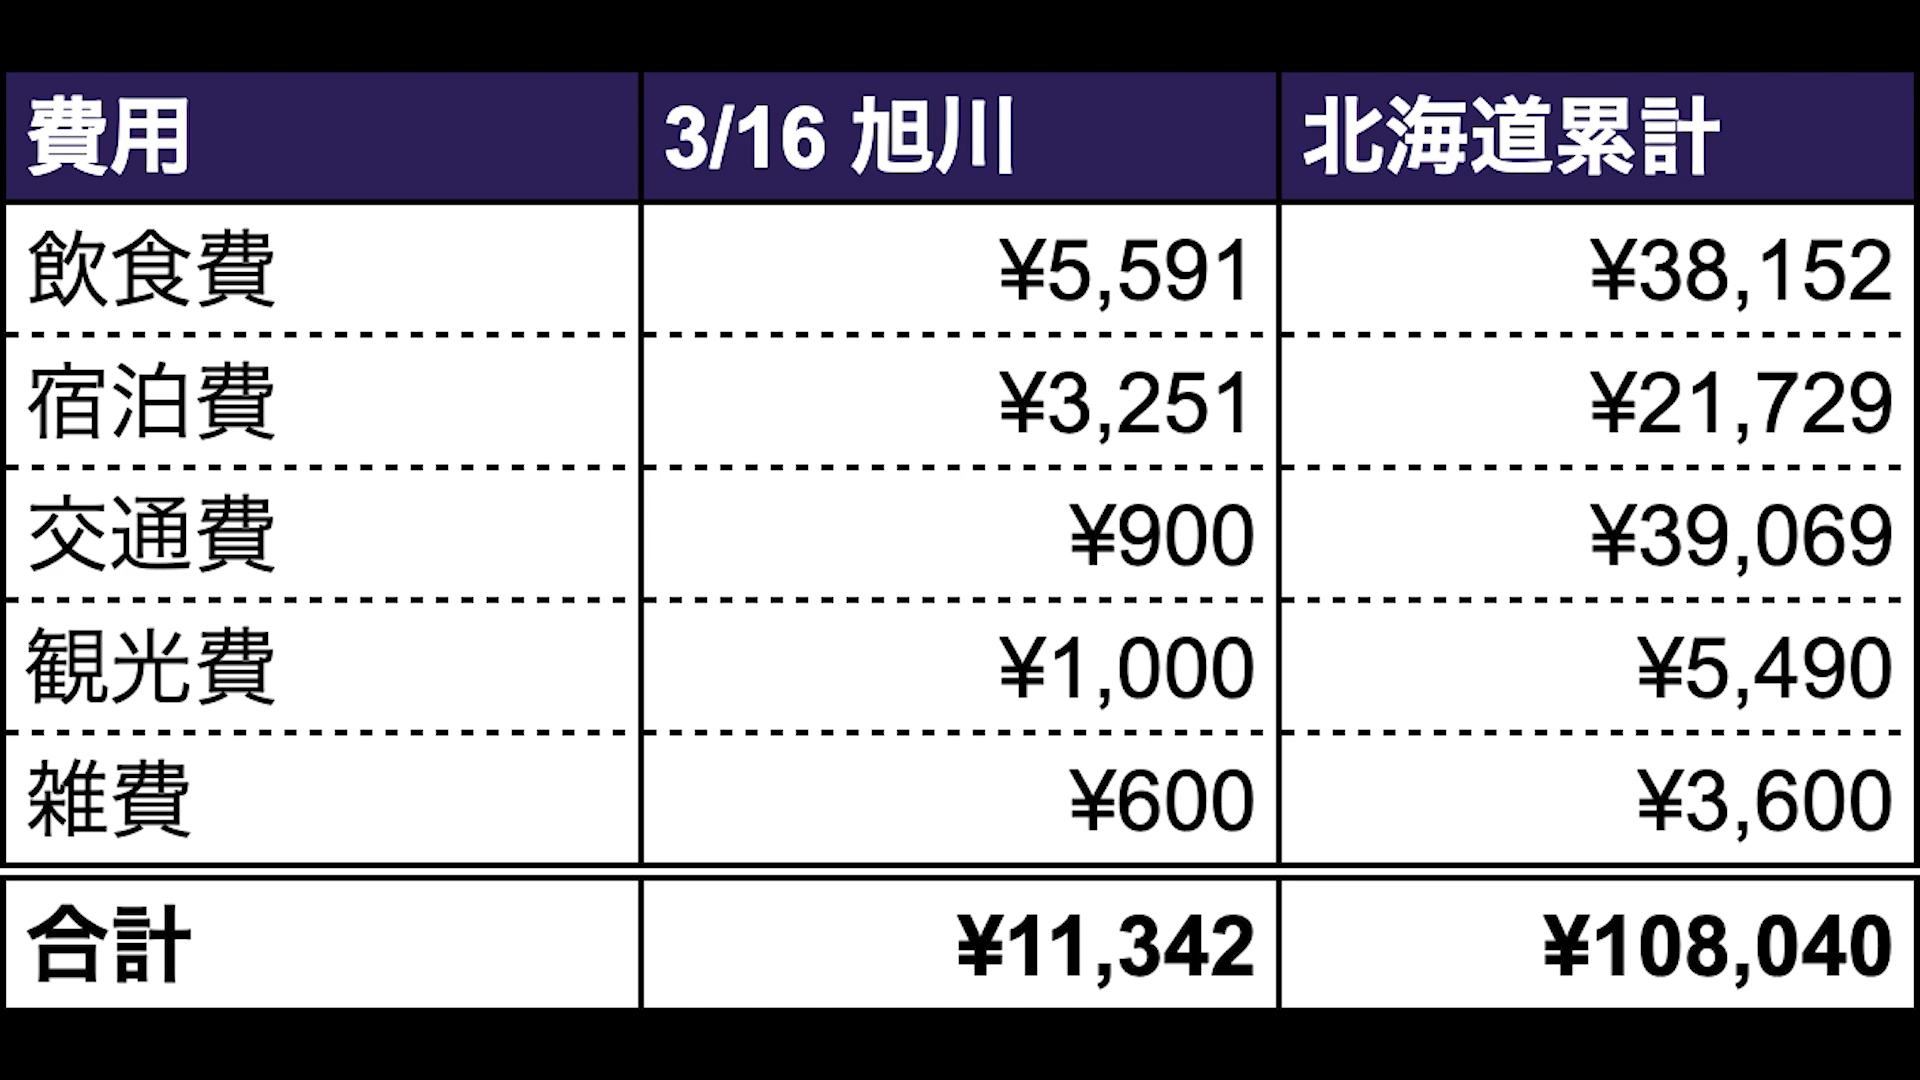 費用 3/16 旭川 北海道累計
飲食費 ¥5,591 ¥38,152
宿泊費 ¥3,251 ¥21,729
交通費 ¥900 ¥39,069
観光費 ¥1,000 ¥5,490
雑費 ¥600 ¥3,600
合計 ¥11,342 ¥108,040